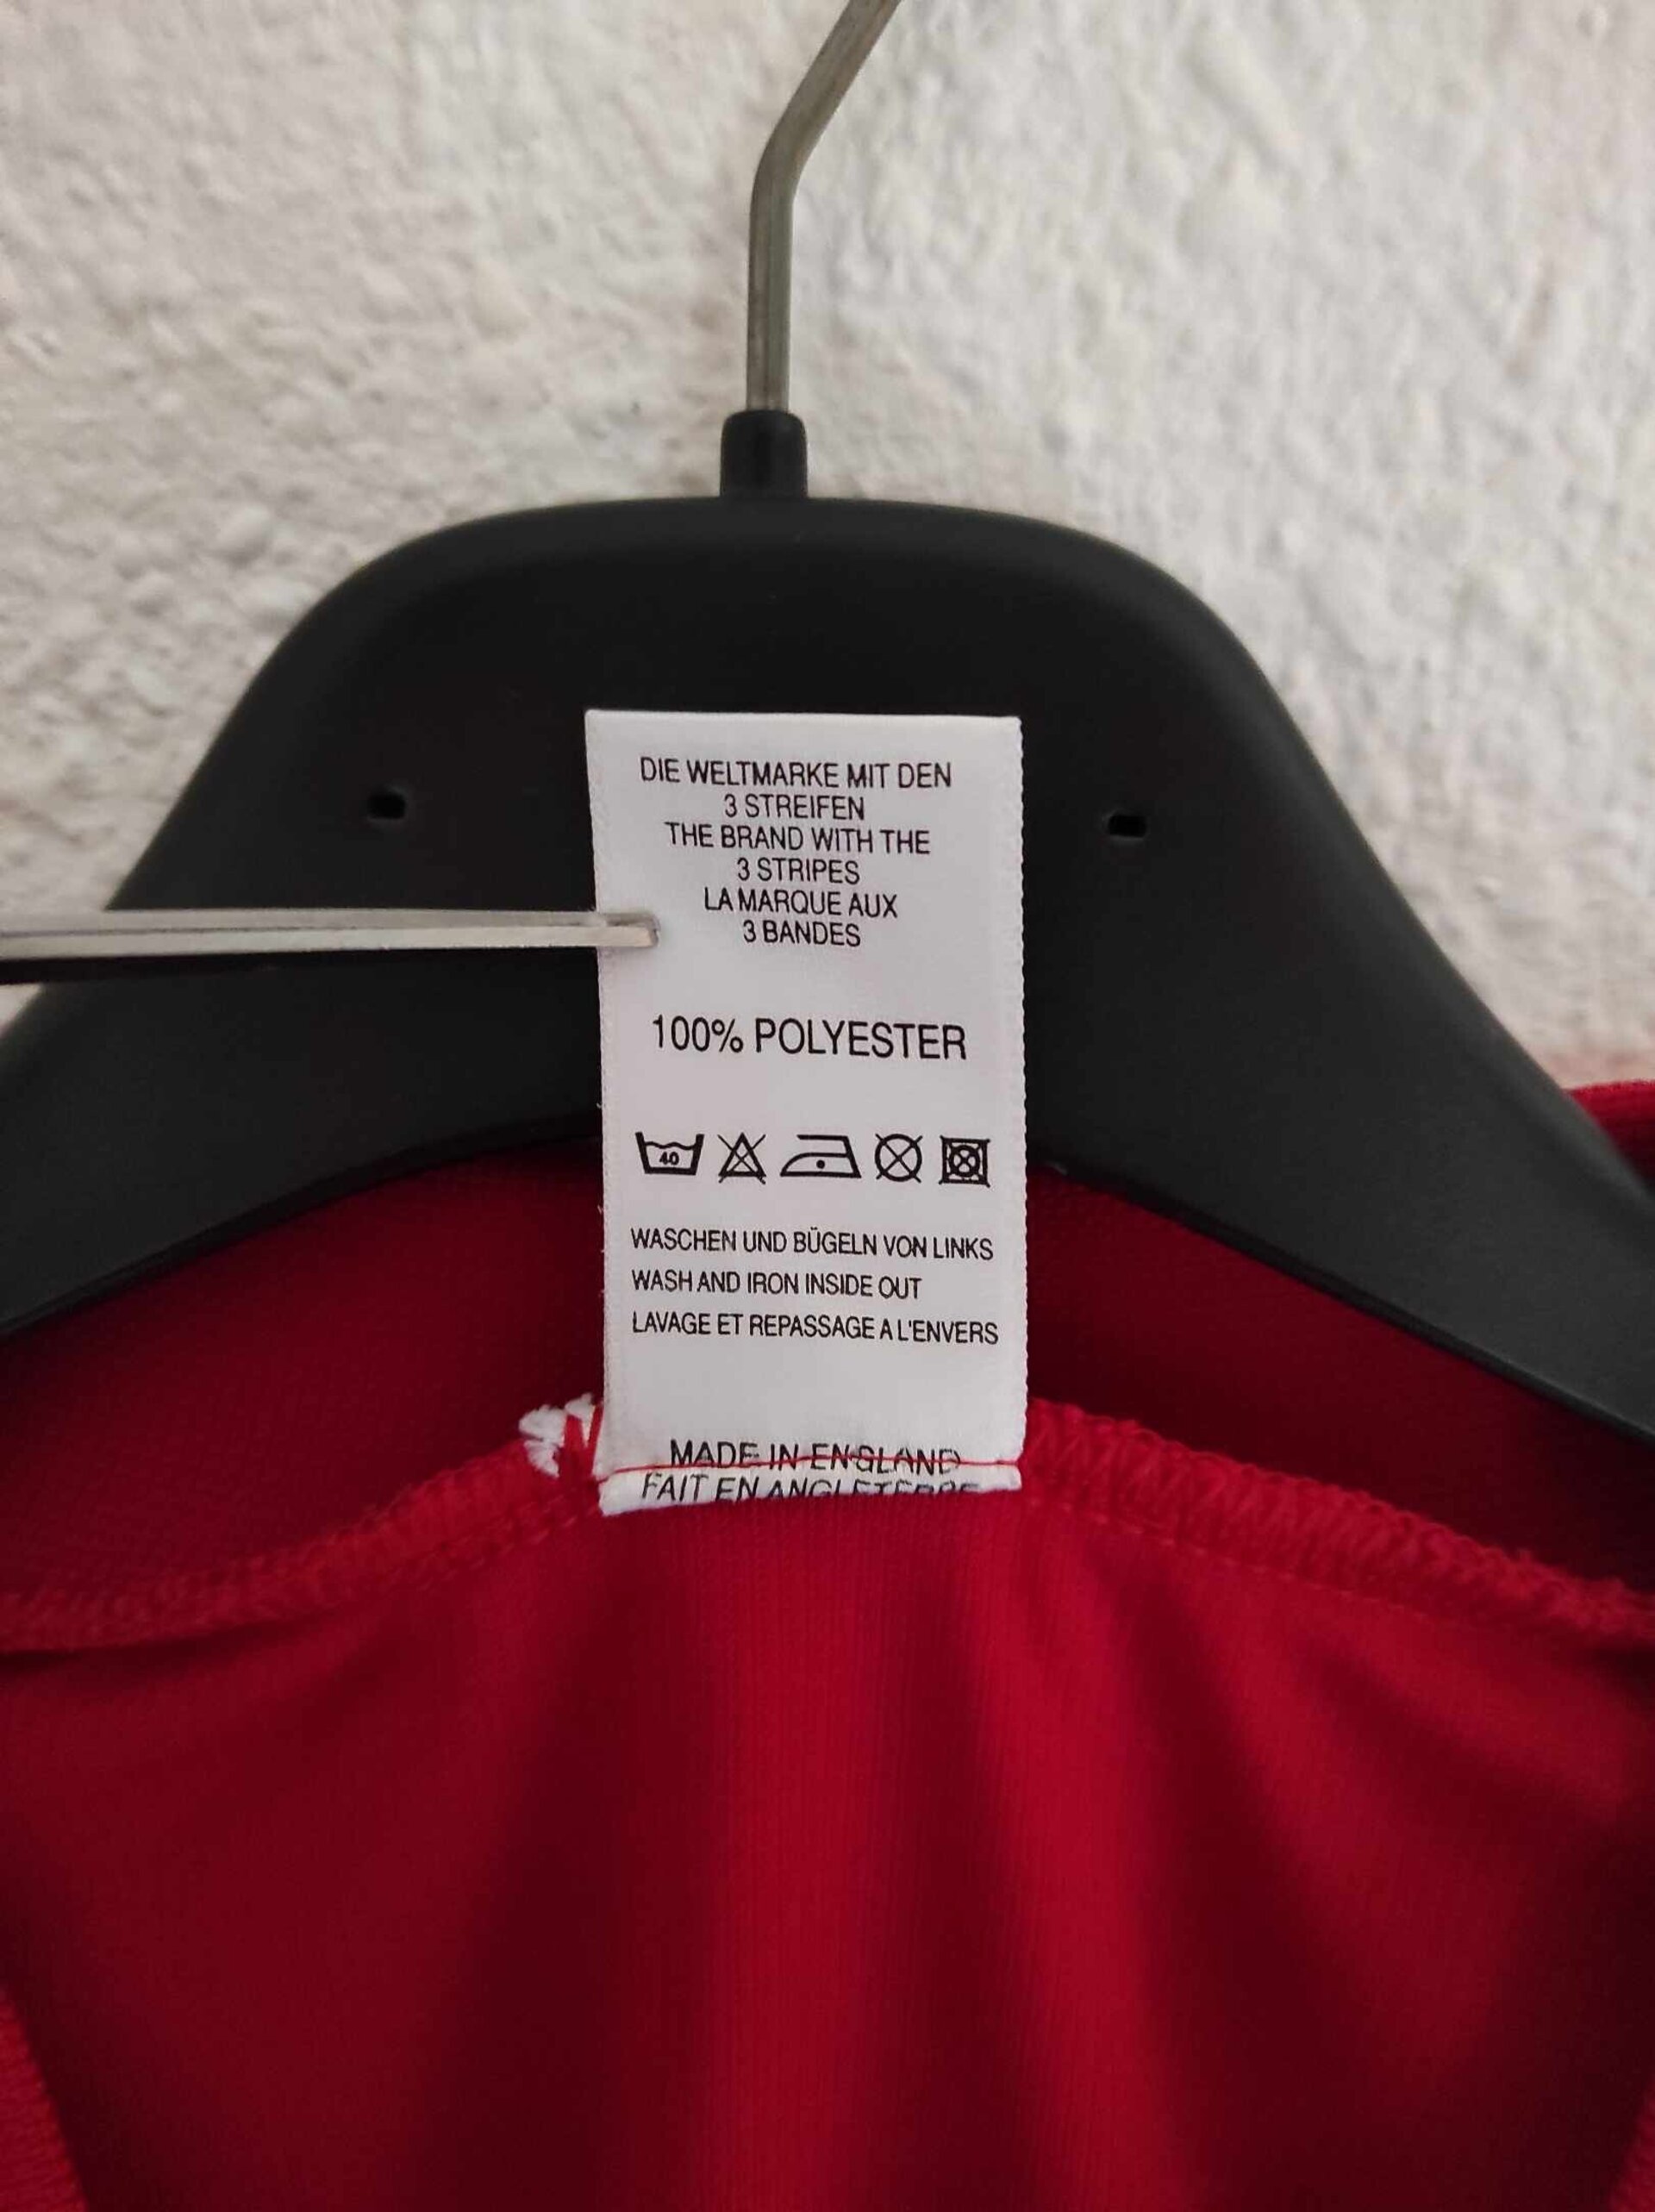 DIE WELTMARKE MIT DEN
3 STREIFEN
THE BRAND WITH THE
3 STRIPES
LA MARQUE AUX
3 BANDES
100% POLYESTER
40
WASCHEN UND BÜGELN VON LINKS
WASH AND IRON INSIDE OUT
LAVAGE ET REPASSAGE A L'ENVERS
MADE IN ENGLAND
FAIT EN ANGLETERRE